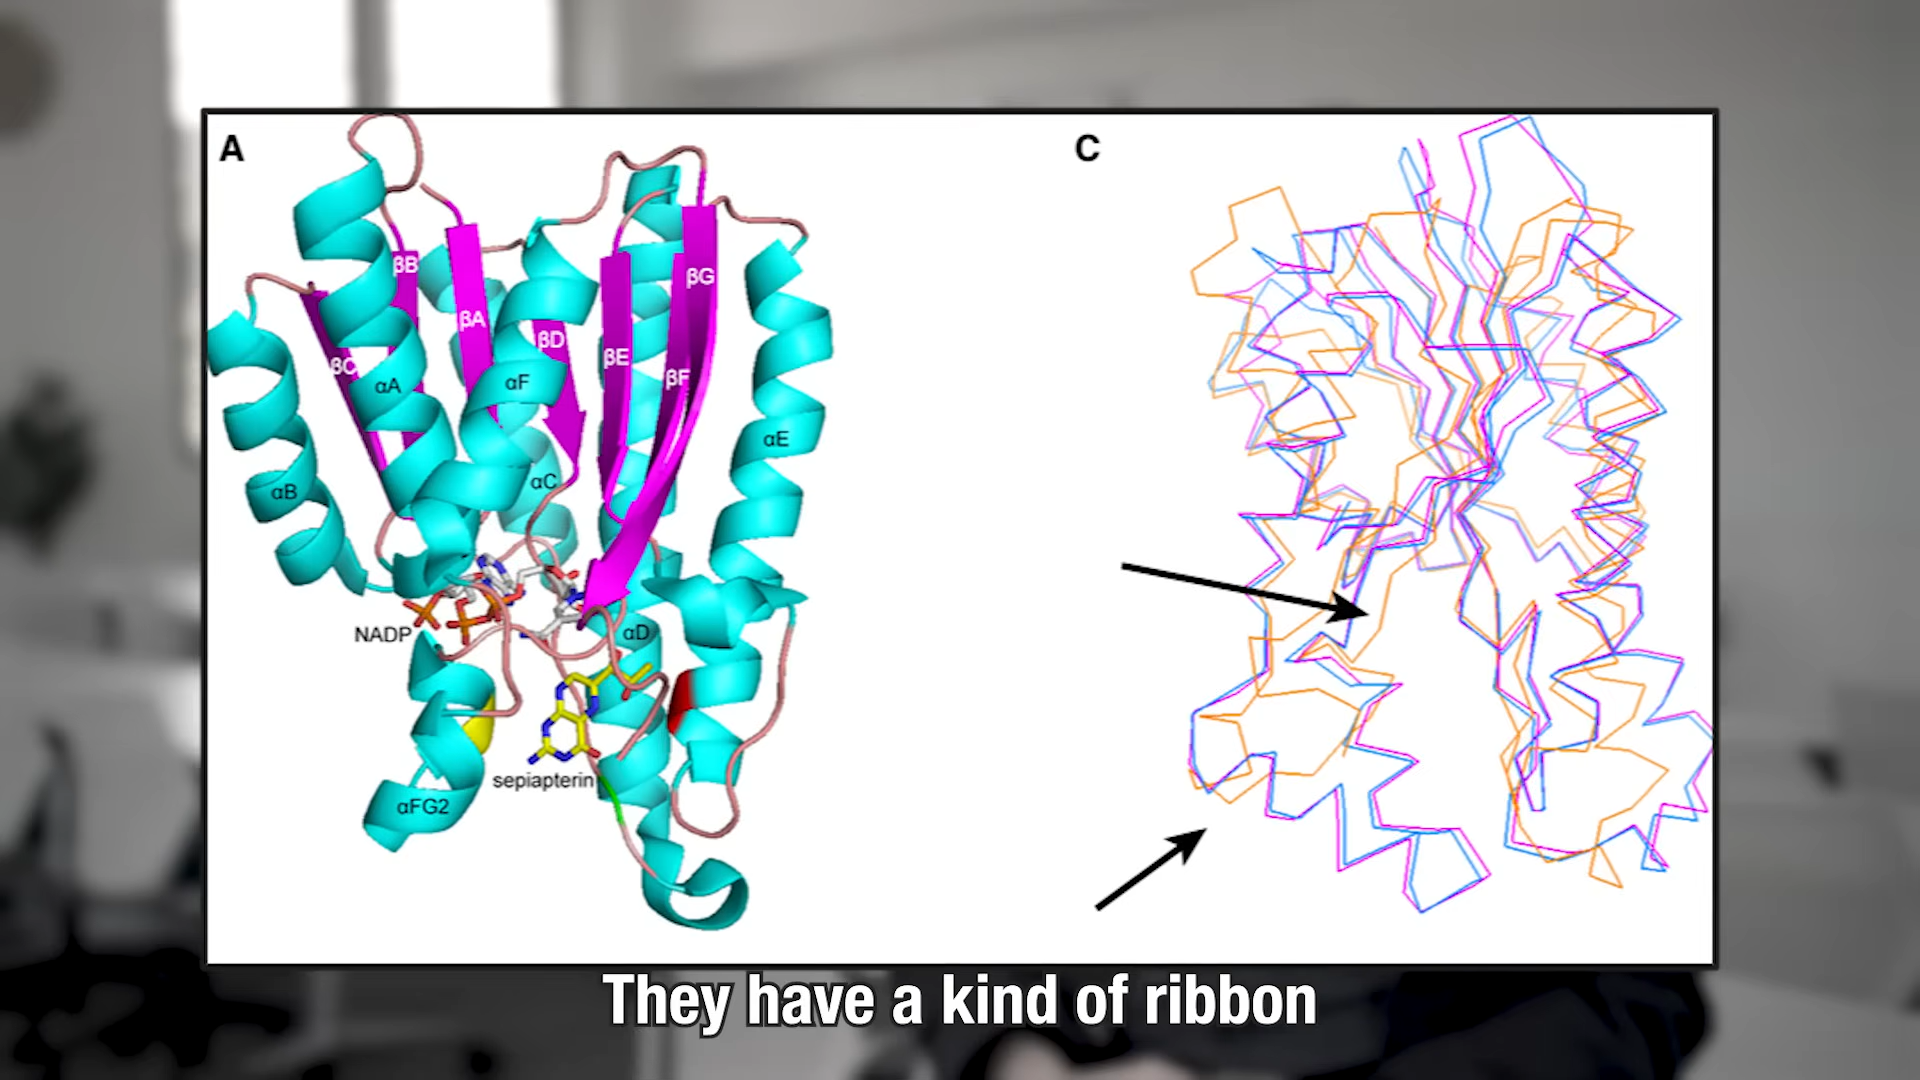 A
C
βB
βG
βA
βD
βE
βC
αA
αF
βF
αE
αC
αB
NADP
αD
sepiapterin
αFG2
They have a kind of ribbon